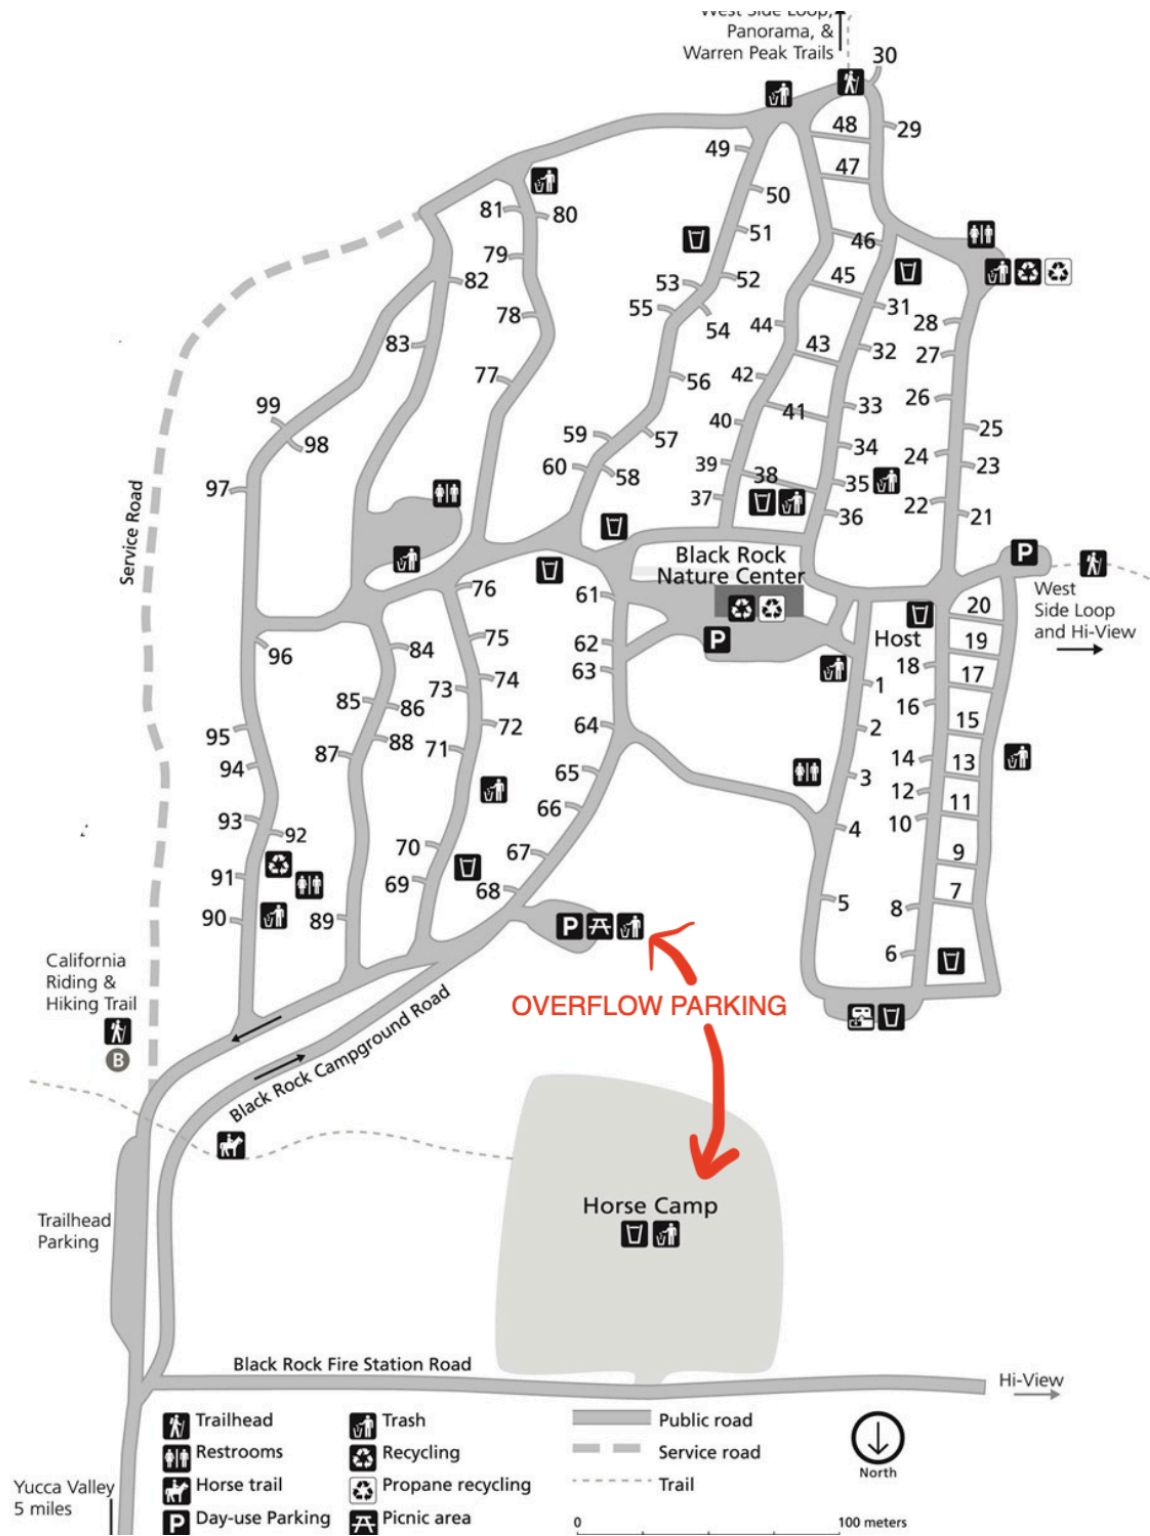 West Side Loop,
Panorama, &
Warren Peak Trails
30
48
29
49
47
50
81
80
51
46
79
53
52
45
82
55
31
28
78
54
44
83
43
32
27
77
42
56
26
99
41
33
40
25
98
59
57
34
24
39
23
60
58
38
97
37
35
22
36
21
Service Road
Black Rock
Nature Center
P
76
61
West
Side Loop
and Hi-View
20
Host
75
62
P
19
96
84
63
18
17
74
1
73
85
86
16
64
72
2
15
95
88
71
87
14
13
94
65
3
12
11
66
93
92
10
4
70
67
9
91
69
68
7
5
8
90
89
P
6
California
Riding &
Hiking Trail
B
OVERFLOW PARKING
Black Rock Campground Road
Horse Camp
Trailhead
Parking
Black Rock Fire Station Road
Hi-View
Trailhead
Restrooms
Horse trail
P Day-use Parking
Trash
Recycling
Propane recycling
Picnic area
Public road
Service road
Trail
North
Yucca Valley
5 miles
0
100 meters